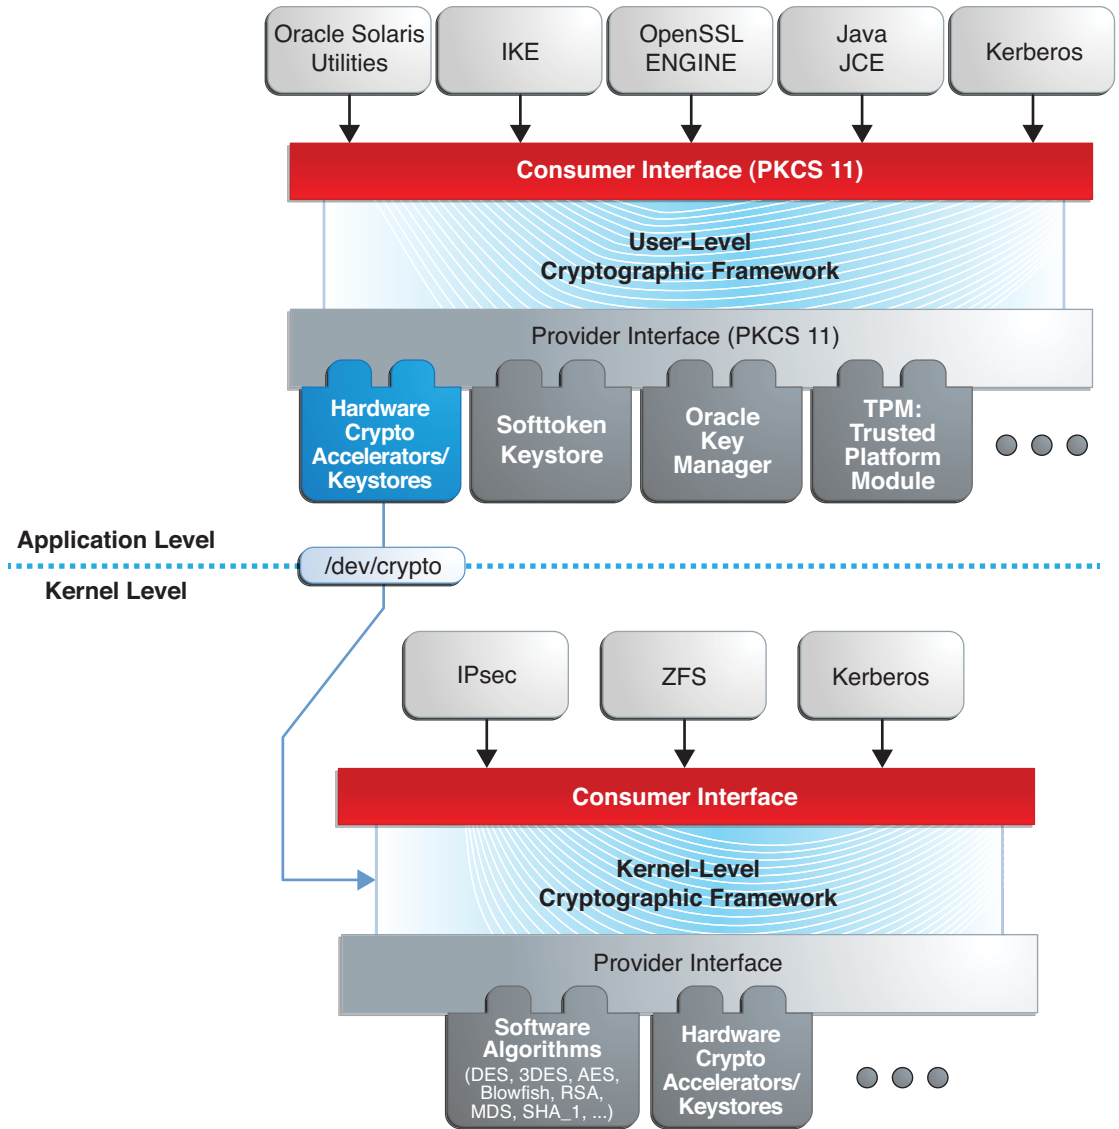 Oracle Solaris
Utilities
IKE
OpenSSL
ENGINE
Java
JCE
Kerberos
Consumer Interface (PKCS 11)
User-Level
Cryptographic Framework
Provider Interface (PKCS 11)
Hardware
Crypto
Accelerators/
Keystores
Softtoken
Keystore
Oracle
Key
Manager
TPM:
Trusted
Platform
Module
Application Level
/dev/crypto
Kernel Level
IPsec
ZFS
Kerberos
Consumer Interface
Kernel-Level
Cryptographic Framework
Provider Interface
Software
Algorithms
(DES, 3DES, AES,
Blowfish, RSA,
MDS, SHA_1, ...)
Hardware
Crypto
Accelerators/
Keystores